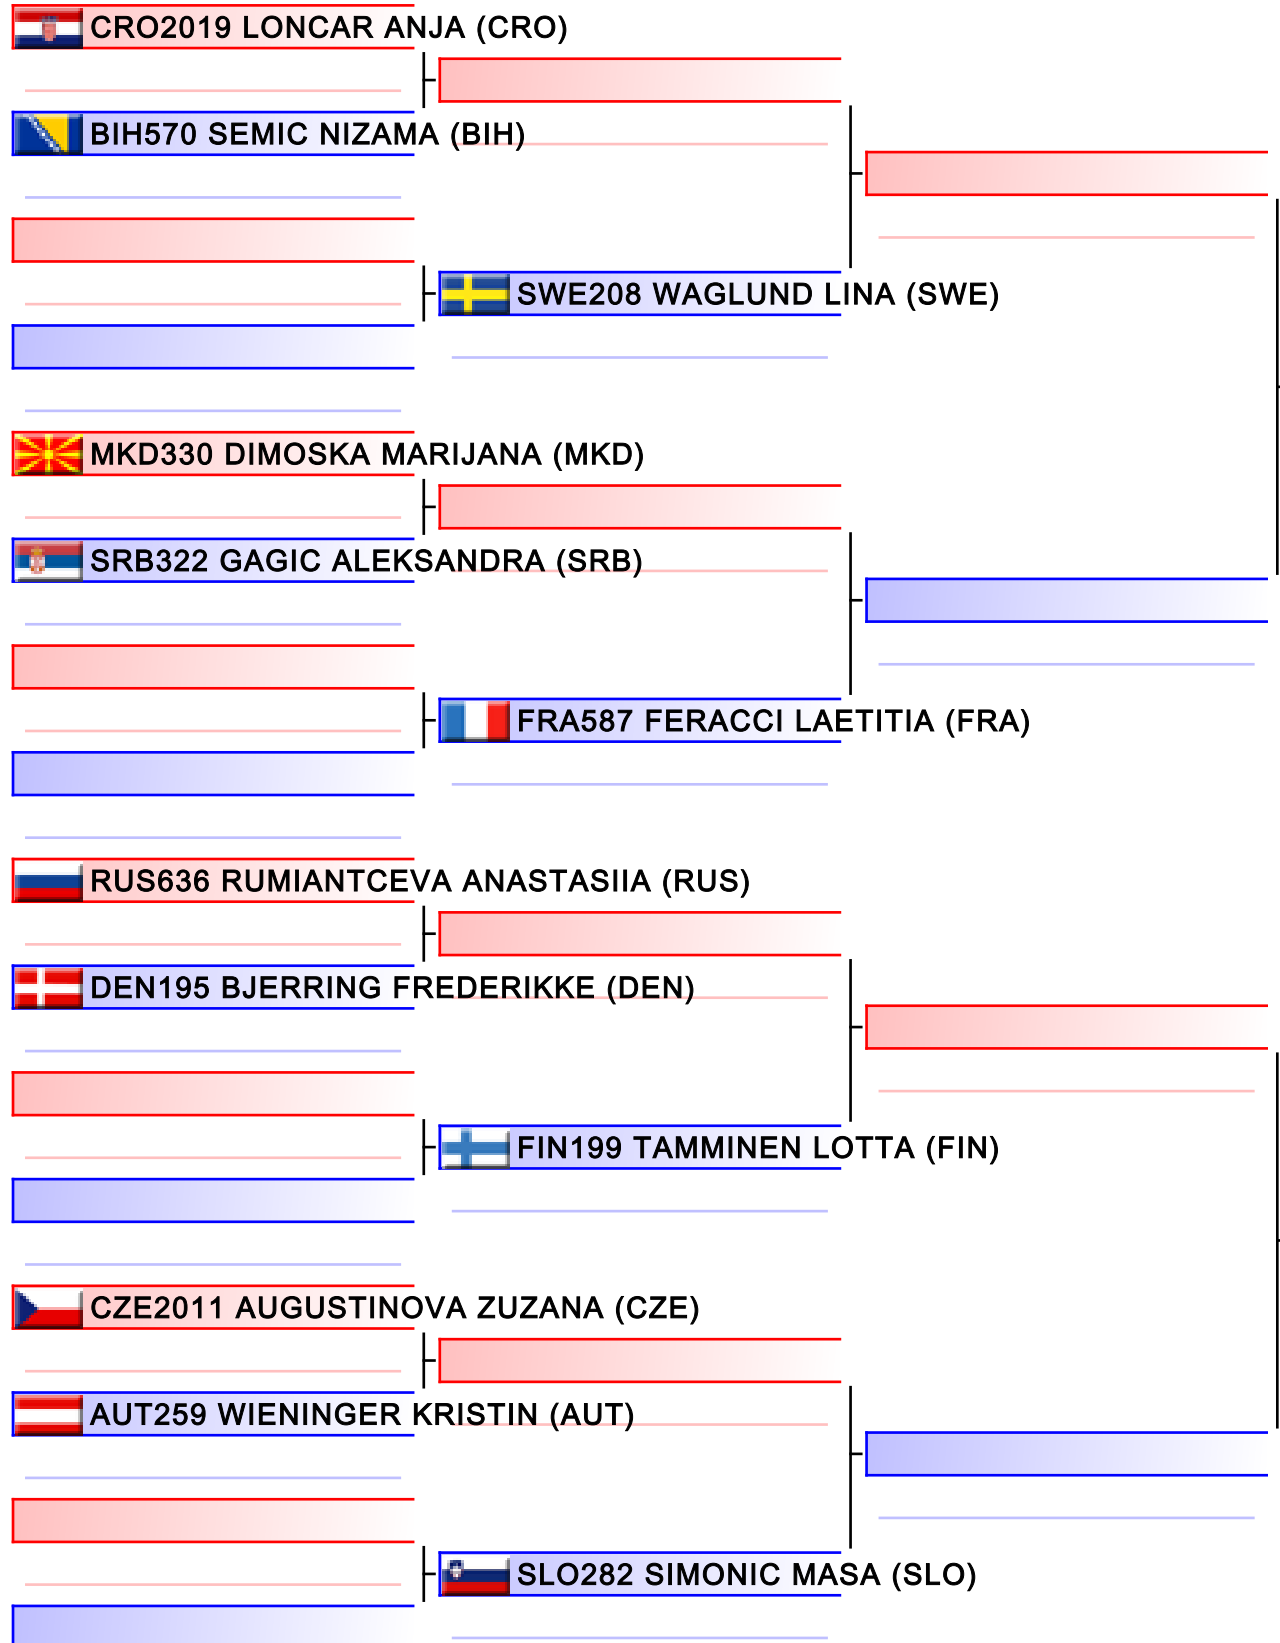 CRO2019 LONCAR ANJA (CRO)
BIH570 SEMIC NIZAMA (BIH)
SWE208 WAGLUND LINA (SWE)
MKD330 DIMOSKA MARIJANA (MKD)
SRB322 GAGIC ALEKSANDRA (SRB)
FRA587 FERACCI LAETITIA (FRA)
RUS636 RUMIANTCEVA ANASTASIIA (RUS)
DEN195 BJERRING FREDERIKKE (DEN)
FIN199 TAMMINEN LOTTA (FIN)
CZE2011 AUGUSTINOVA ZUZANA (CZE)
AUT259 WIENINGER KRISTIN (AUT)
SLO282 SIMONIC MASA (SLO)